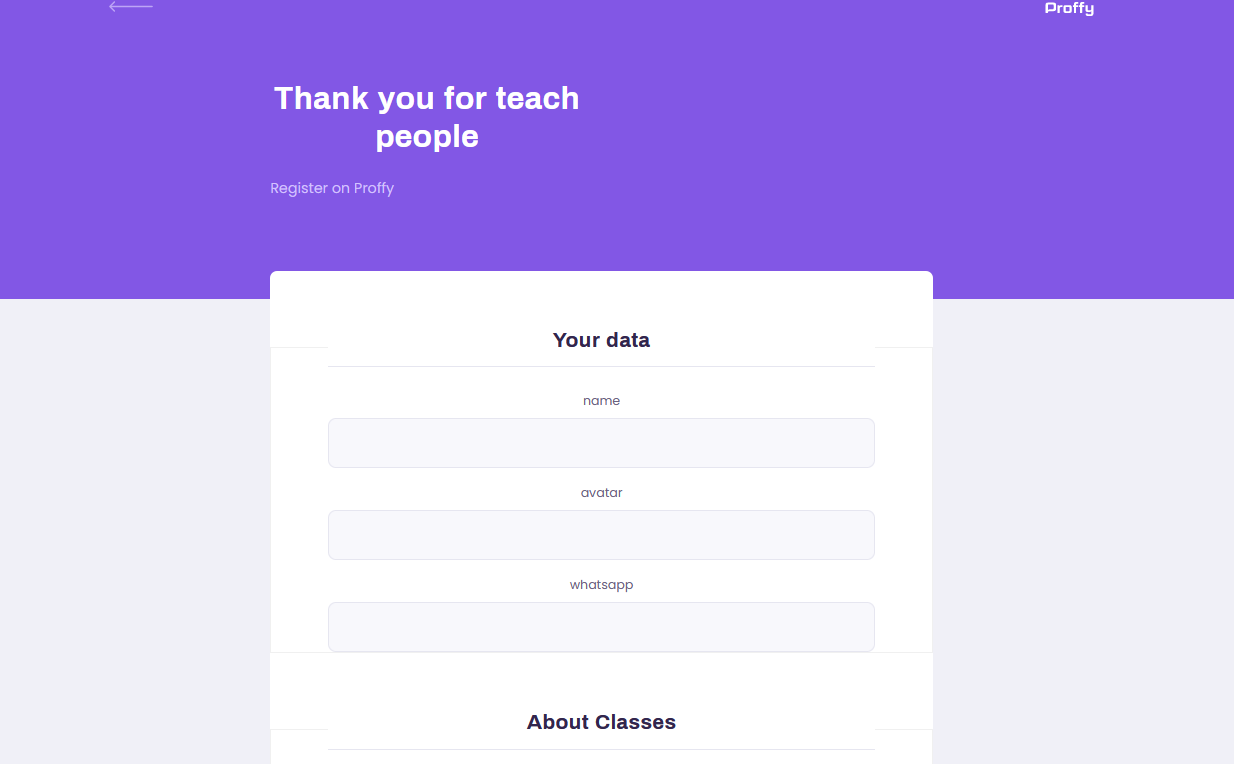 Proffy
Thank you for teach
people
Register on Proffy
Your data
name
avatar
whatsapp
About Classes